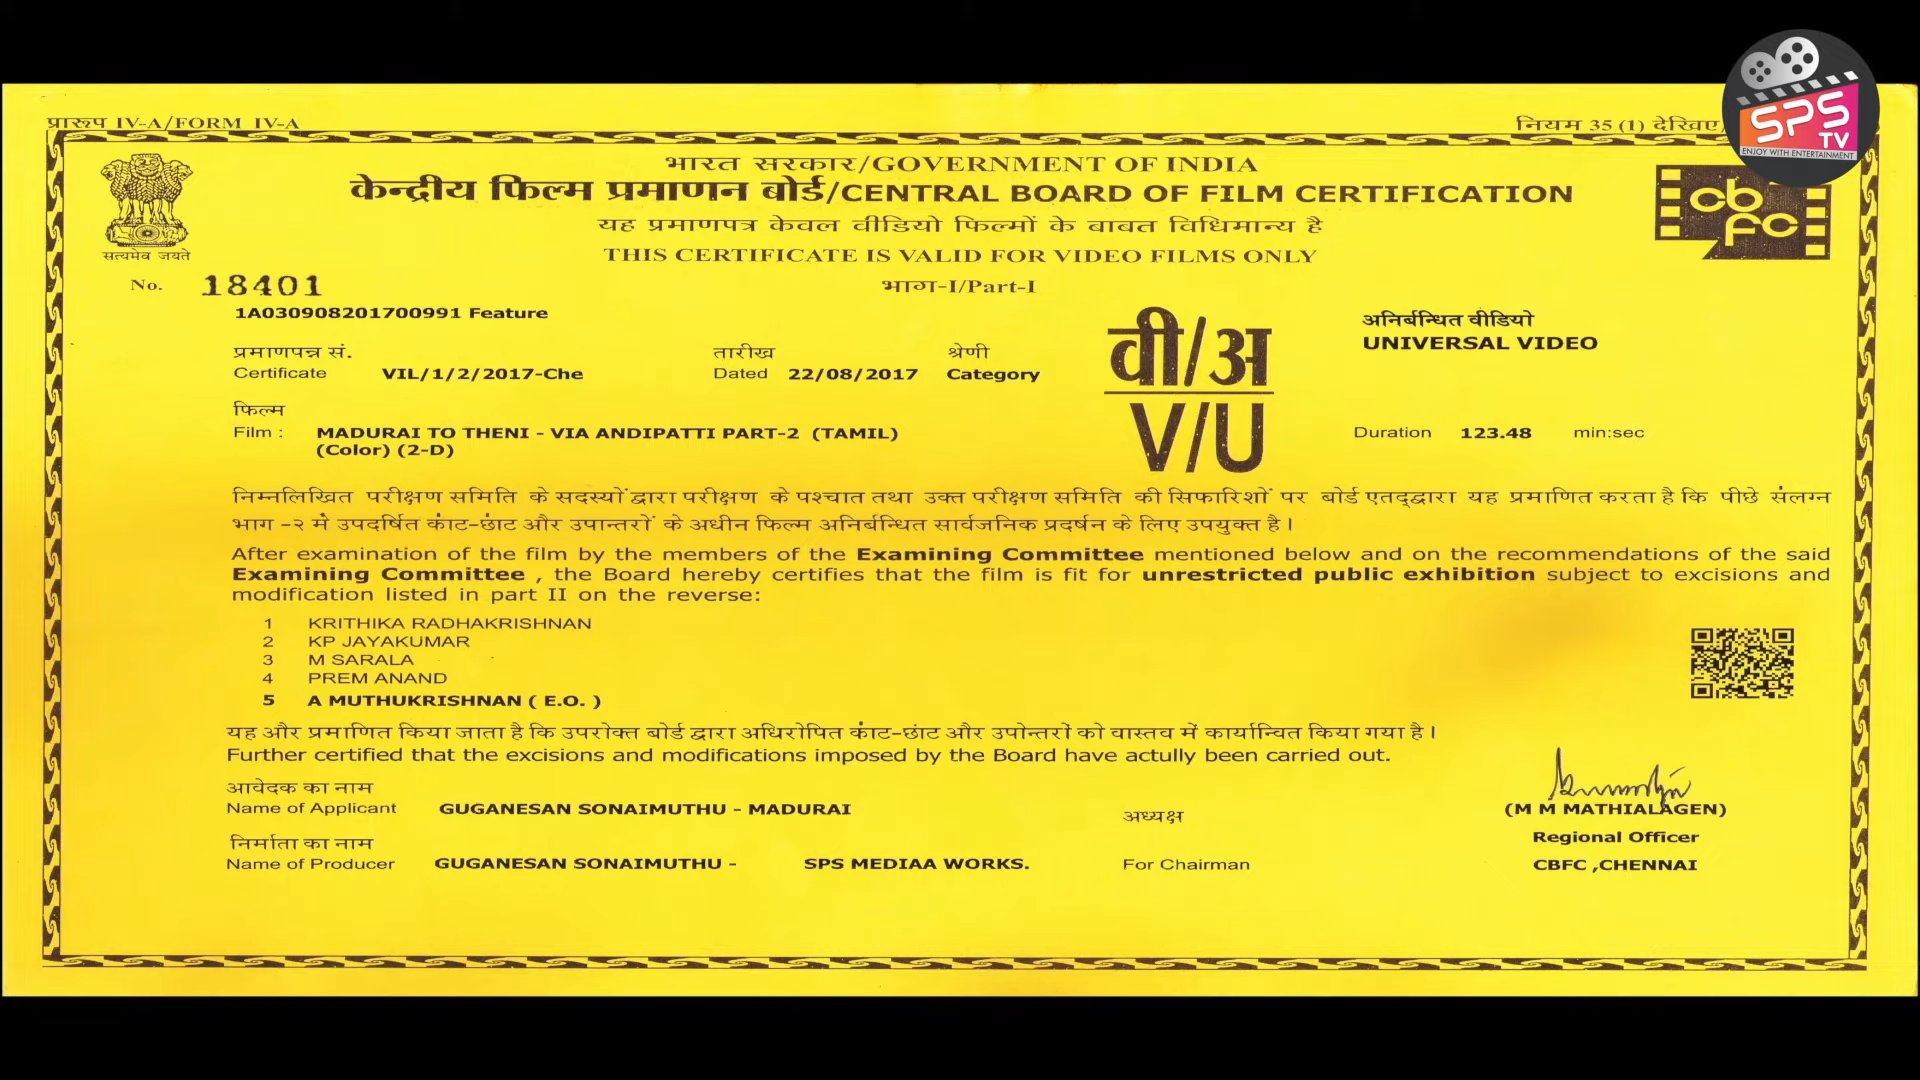 प्रारूप IV-A/FORM IV-A
नियम 35 (1) देखिए/
SPS
TV
ENJOY WITH ENTERTAINMENT
भारत सरकार/GOVERNMENT OF INDIA
केन्द्रीय फिल्म प्रमाणन बोर्ड/CENTRAL BOARD OF FILM CERTIFICATION
cb
fc
यह प्रमाणपत्र केवल वीडियो फिल्मों के बाबत विधिमान्य है
THIS CERTIFICATE IS VALID FOR VIDEO FILMS ONLY
सत्यमेव जयते
No. 18401
भाग-I/Part-I
1A030908201700991 Feature
अनिर्बन्धित वीडियो
UNIVERSAL VIDEO
प्रमाणपत्र सं. तारीख श्रेणी
Certificate VIL/1/2/2017-Che Dated 22/08/2017 Category
वी/अ
V/U
फिल्म
Film : MADURAI TO THENI - VIA ANDIPATTI PART-2 (TAMIL)
(Color) (2-D)
Duration 123.48 min:sec
निम्नलिखित परीक्षण समिति के सदस्यों द्वारा परीक्षण के पश्चात तथा उक्त परीक्षण समिति की सिफारिशों पर बोर्ड एतद्द्वारा यह प्रमाणित करता है कि पीछे संलग्न
भाग -२ में उपदर्षित काट-छांट और उपान्तरों के अधीन फिल्म अनिर्बन्धित सार्वजनिक प्रदर्षन के लिए उपयुक्त है।
After examination of the film by the members of the Examining Committee mentioned below and on the recommendations of the said
Examining Committee , the Board hereby certifies that the film is fit for unrestricted public exhibition subject to excisions and
modification listed in part II on the reverse:
1 KRITHIKA RADHAKRISHNAN
2 KP JAYAKUMAR
3 M SARALA
4 PREM ANAND
5 A MUTHUKRISHNAN ( E.O. )
यह और प्रमाणित किया जाता है कि उपरोक्त बोर्ड द्वारा अधिरोपित कांट-छांट और उपोन्तरों को वास्तव में कार्यान्वित किया गया है।
Further certified that the excisions and modifications imposed by the Board have actully been carried out.
आवेदक का नाम
Name of Applicant GUGANESAN SONAIMUTHU - MADURAI
अध्यक्ष
(M M MATHIALAGEN)
Regional Officer
निर्माता का नाम
Name of Producer GUGANESAN SONAIMUTHU - SPS MEDIAA WORKS.
For Chairman
CBFC ,CHENNAI